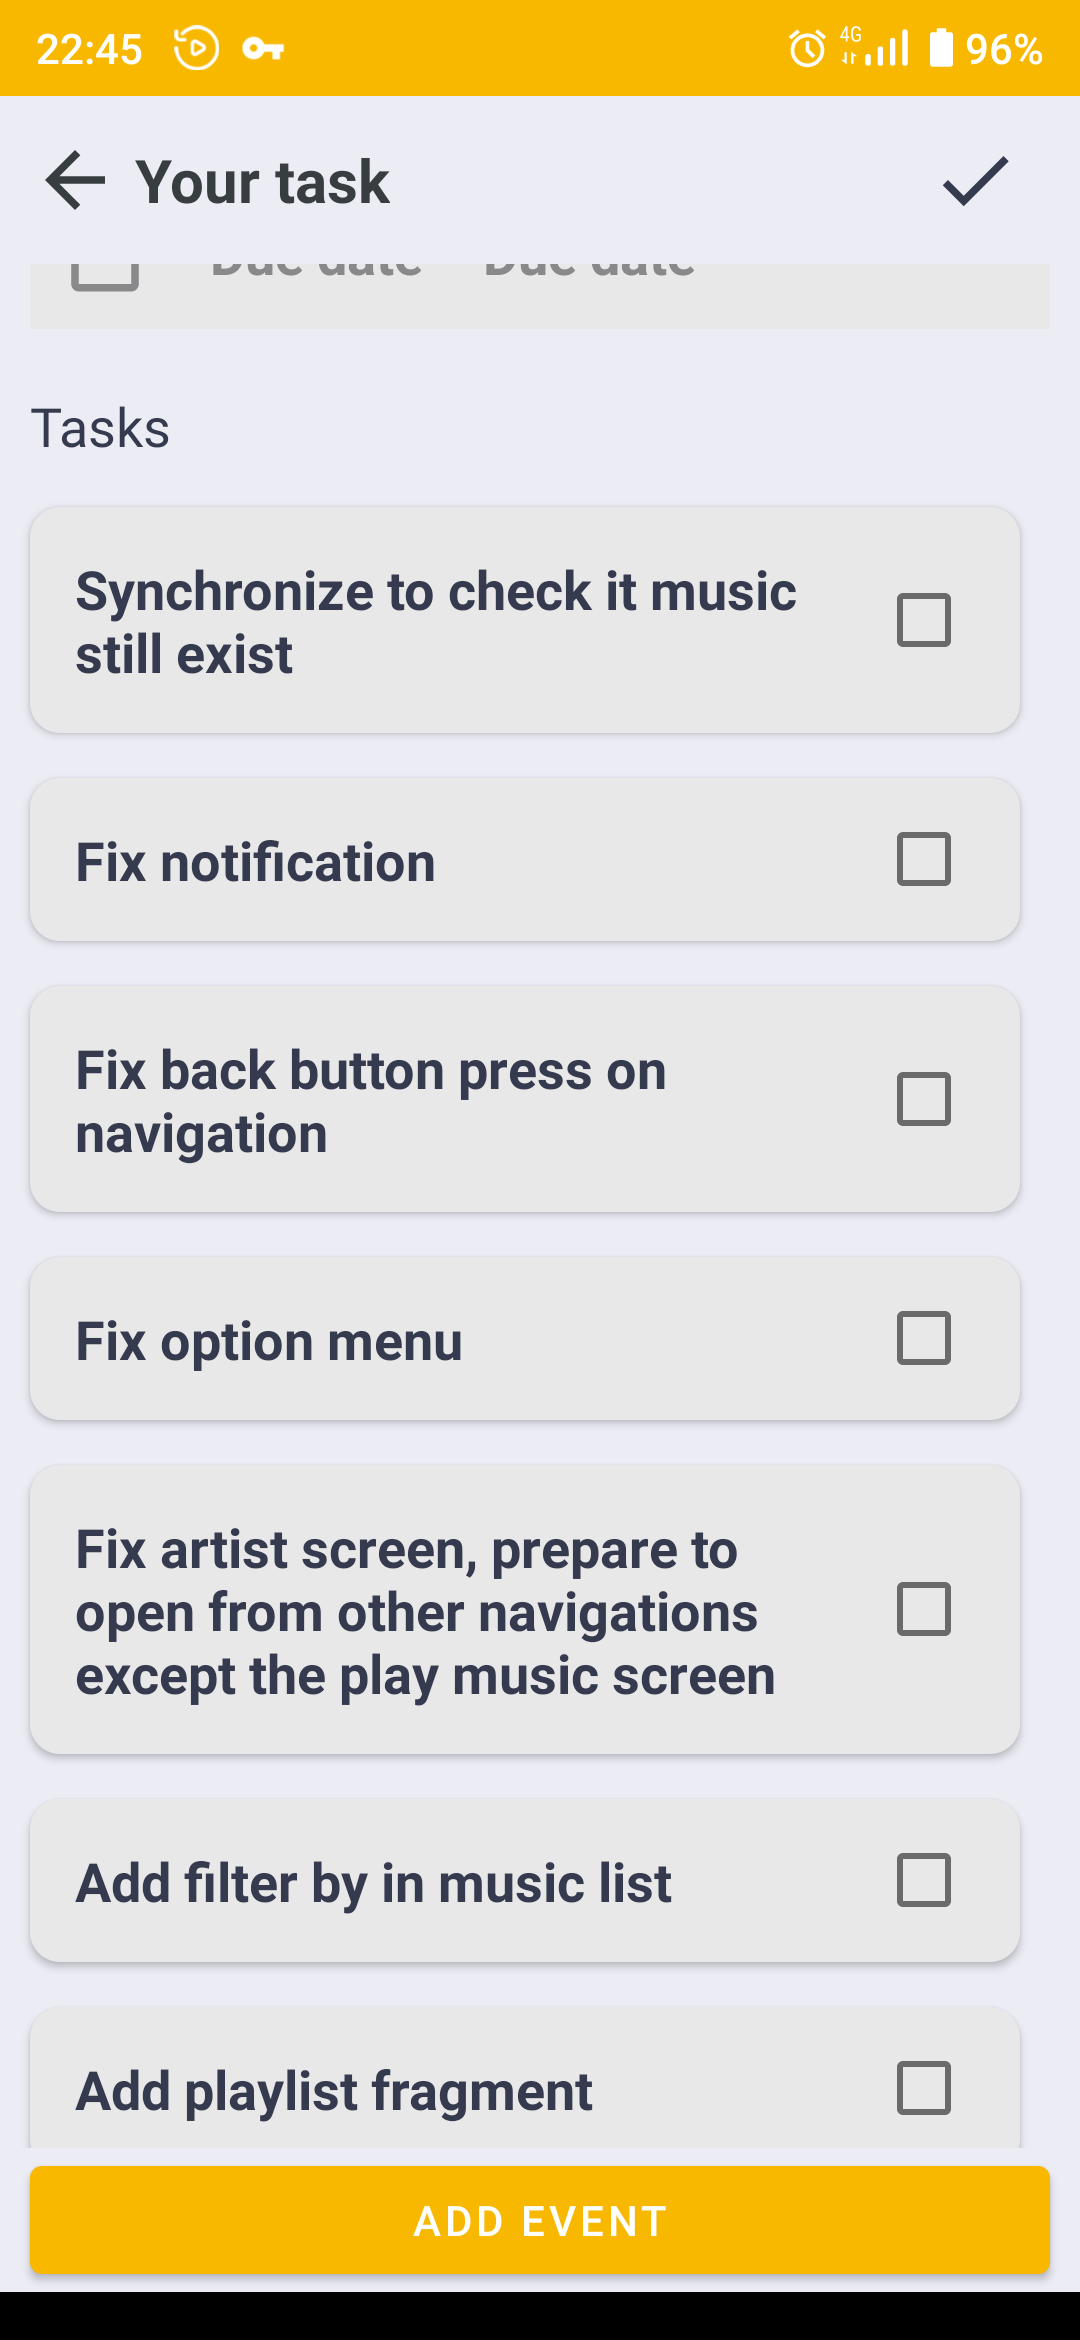 22:45
4G
96%
Your task
Due date Due date
Tasks
Synchronize to check it music
still exist
Fix notification
Fix back button press on
navigation
Fix option menu
Fix artist screen, prepare to
open from other navigations
except the play music screen
Add filter by in music list
Add playlist fragment
ADD EVENT